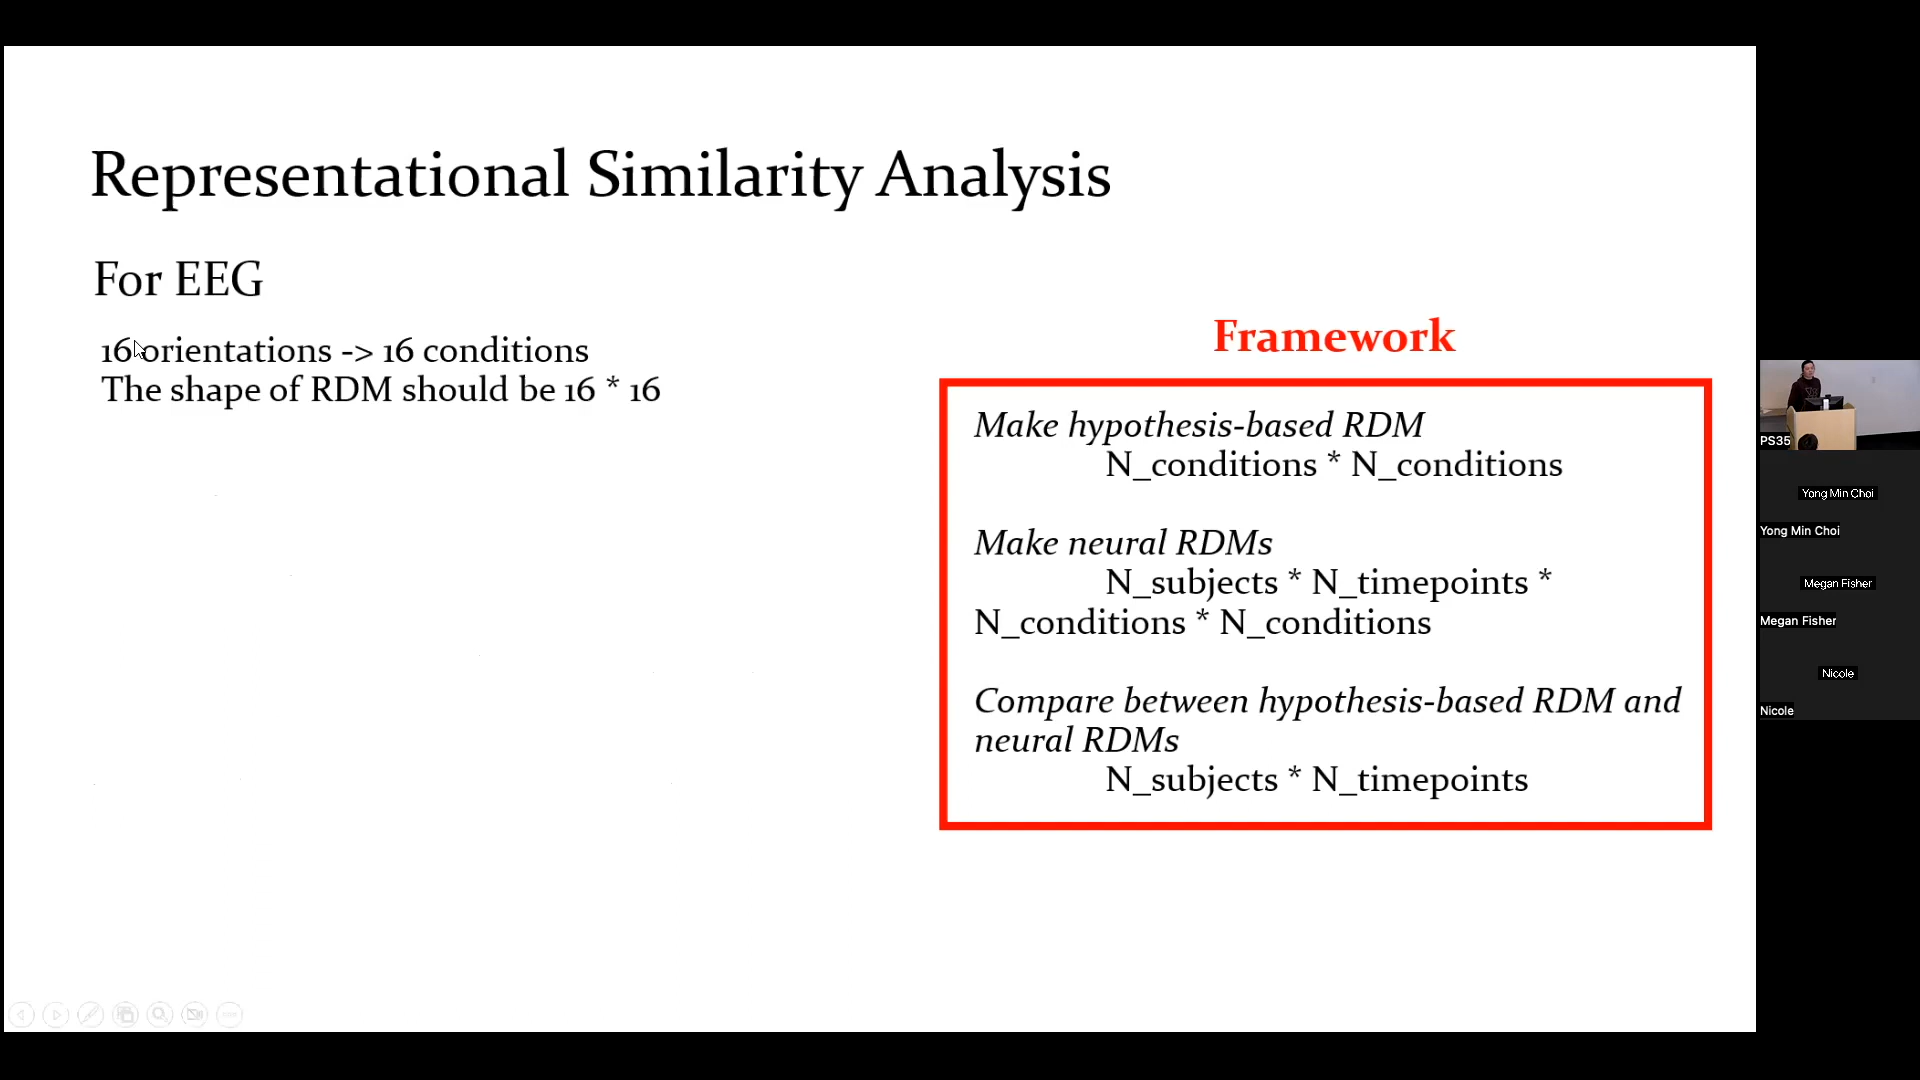 Representational Similarity Analysis
For EEG
16 orientations -> 16 conditions
The shape of RDM should be 16 * 16
Framework
Make hypothesis-based RDM
N_conditions * N_conditions
Make neural RDMs
N_subjects * N_timepoints *
N_conditions * N_conditions
Compare between hypothesis-based RDM and
neural RDMs
N_subjects * N_timepoints
PS35
Yong Min Choi
Yong Min Choi
Megan Fisher
Megan Fisher
Nicole
Nicole